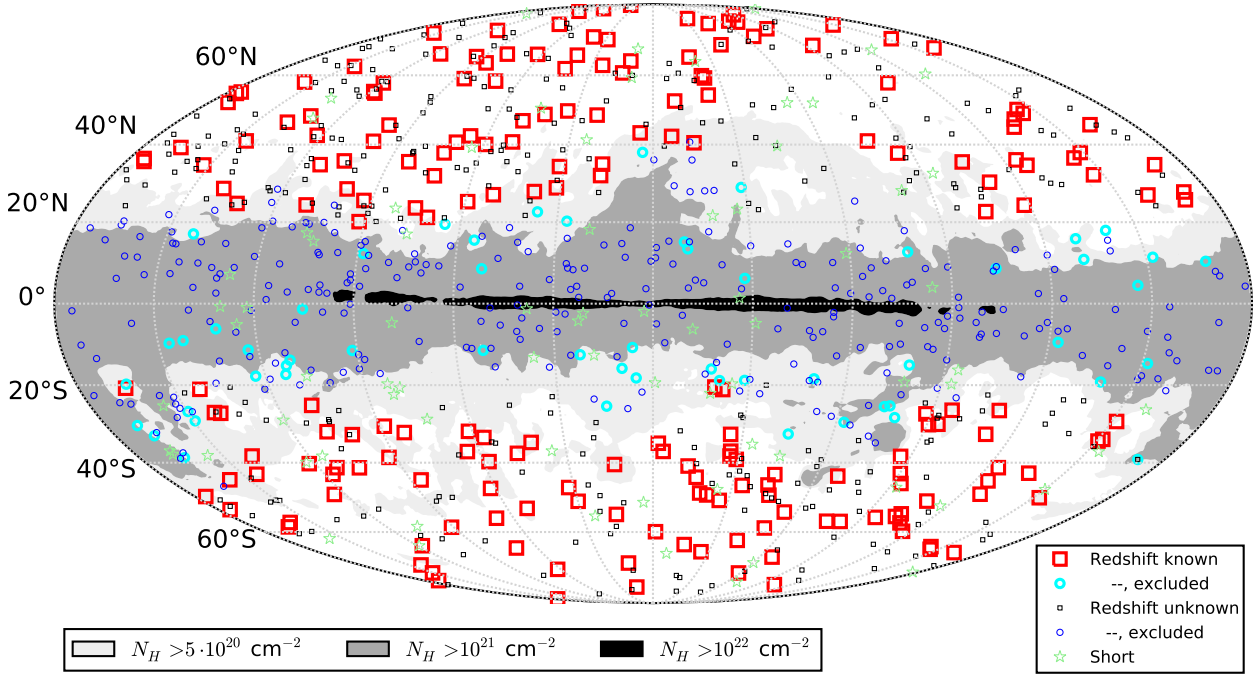 60°N
40°N
20°N
0°
20°S
40°S
60°S
Redshift known
--, excluded
Redshift unknown
--, excluded
Short
N_H >5·10^20 cm^−2
N_H >10^21 cm^−2
N_H >10^22 cm^−2